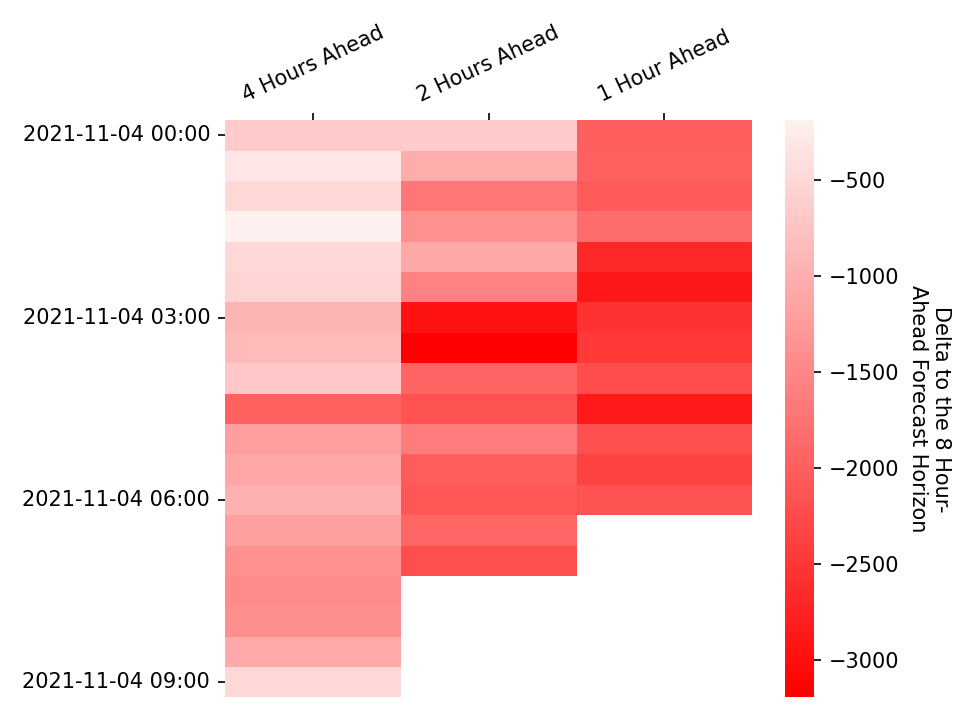 4 Hours Ahead
2 Hours Ahead
1 Hour Ahead
2021-11-04 00:00
2021-11-04 03:00
2021-11-04 06:00
2021-11-04 09:00
−500
−1000
−1500
−2000
−2500
−3000
Delta to the 8 Hour-
Ahead Forecast Horizon